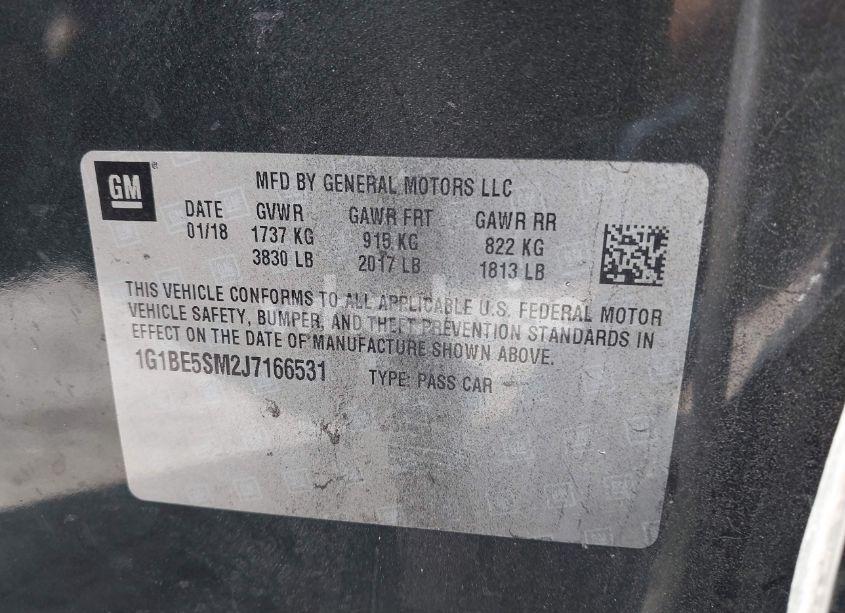 GM
MFD BY GENERAL MOTORS LLC
DATE GVWR GAWR FRT GAWR RR
01/18 1737 KG 915 KG 822 KG
3830 LB 2017 LB 1813 LB
THIS VEHICLE CONFORMS TO ALL APPLICABLE U.S. FEDERAL MOTOR
VEHICLE SAFETY, BUMPER, AND THEFT PREVENTION STANDARDS IN
EFFECT ON THE DATE OF MANUFACTURE SHOWN ABOVE.
1G1BE5SM2J7166531 TYPE: PASS CAR